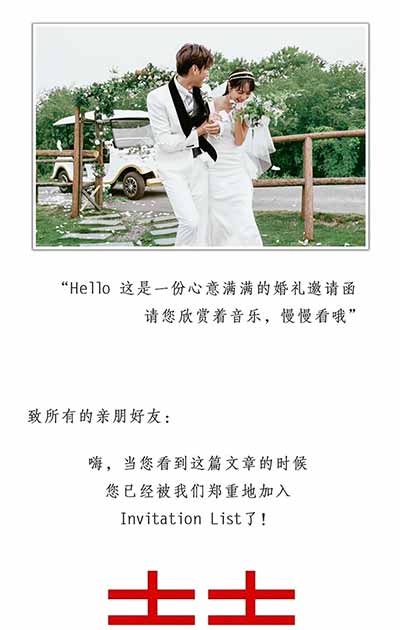 “Hello 这是一份心意满满的婚礼邀请函
请您欣赏着音乐，慢慢看哦”
致所有的亲朋好友：
嗨，当您看到这篇文章的时候
您已经被我们郑重地加入
Invitation List了！